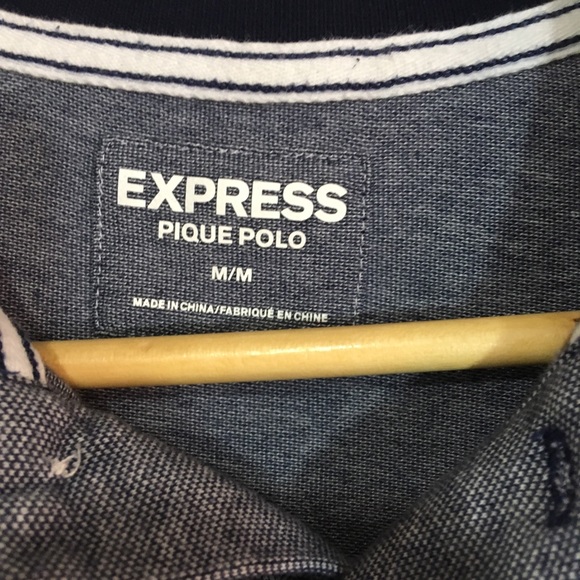 EXPRESS
PIQUE POLO
M/M
MADE IN CHINA/FABRIQUÉ EN CHINE